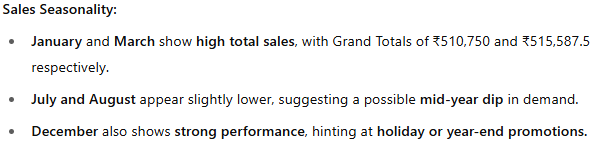 Sales Seasonality:
• January and March show high total sales, with Grand Totals of ₹510,750 and ₹515,587.5
respectively.
• July and August appear slightly lower, suggesting a possible mid-year dip in demand.
• December also shows strong performance, hinting at holiday or year-end promotions.